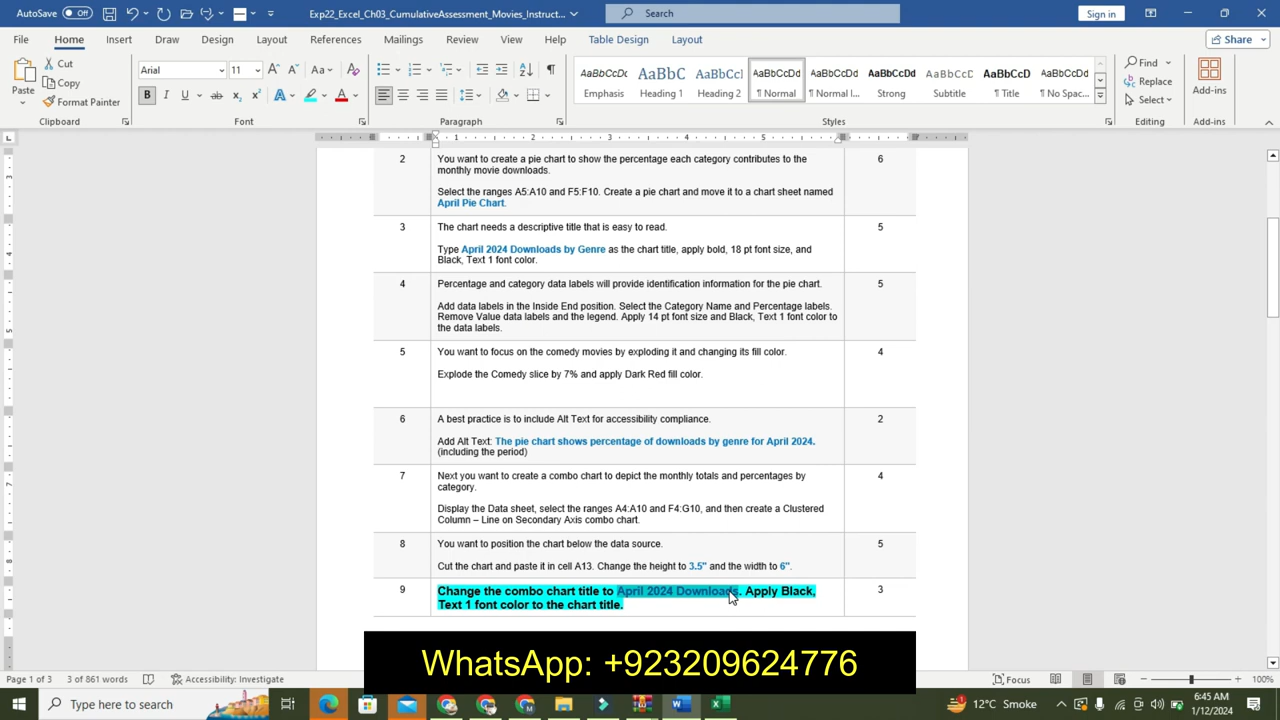 Exp22_Excel_Ch03_CumulativeAsses...
Search
Sign in
File
Home
Insert
Draw
Design
Layout
References
Mailings
Review
View
Help
Table Design
Layout
Share
Paste
Cut
Copy
Format Painter
Clipboard
Arial
11
Font
Paragraph
AaBbCcDc
Emphasis
AaBbC
Heading 1
AaBbCcI
Heading 2
AaBbCcDd
¶ Normal
AaBbCcDd
¶ Normal I...
AaBbCcDd
Strong
AaBbCcD
Subtitle
AaBbCcD
¶ Title
AaBbCcDd
¶ No Spac...
Styles
Find
Replace
Select
Editing
Add-ins
Add-ins
2
You want to create a pie chart to show the percentage each category contributes to the
monthly movie downloads.
6
Select the ranges A5:A10 and F5:F10. Create a pie chart and move it to a chart sheet named
April Pie Chart.
3
The chart needs a descriptive title that is easy to read.
5
Type April 2024 Downloads by Genre as the chart title, apply bold, 18 pt font size, and
Black, Text 1 font color.
4
Percentage and category data labels will provide identification information for the pie chart.
5
Add data labels in the Inside End position. Select the Category Name and Percentage labels.
Remove Value data labels and the legend. Apply 14 pt font size and Black, Text 1 font color to
the data labels.
5
You want to focus on the comedy movies by exploding it and changing its fill color.
4
Explode the Comedy slice by 7% and apply Dark Red fill color.
6
A best practice is to include Alt Text for accessibility compliance.
2
Add Alt Text: The pie chart shows percentage of downloads by genre for April 2024.
(including the period)
7
Next you want to create a combo chart to depict the monthly totals and percentages by
category.
4
Display the Data sheet, select the ranges A4:A10 and F4:G10, and then create a Clustered
Column – Line on Secondary Axis combo chart.
8
You want to position the chart below the data source.
5
Cut the chart and paste it in cell A13. Change the height to 3.5" and the width to 6".
9
Change the combo chart title to April 2024 Downloads. Apply Black,
Text 1 font color to the chart title.
3
WhatsApp: +923209624776
Page 1 of 3
3 of 861 words
Accessibility: Investigate
Focus
100%
Type here to search
12°C Smoke
6:45 AM
1/12/2024